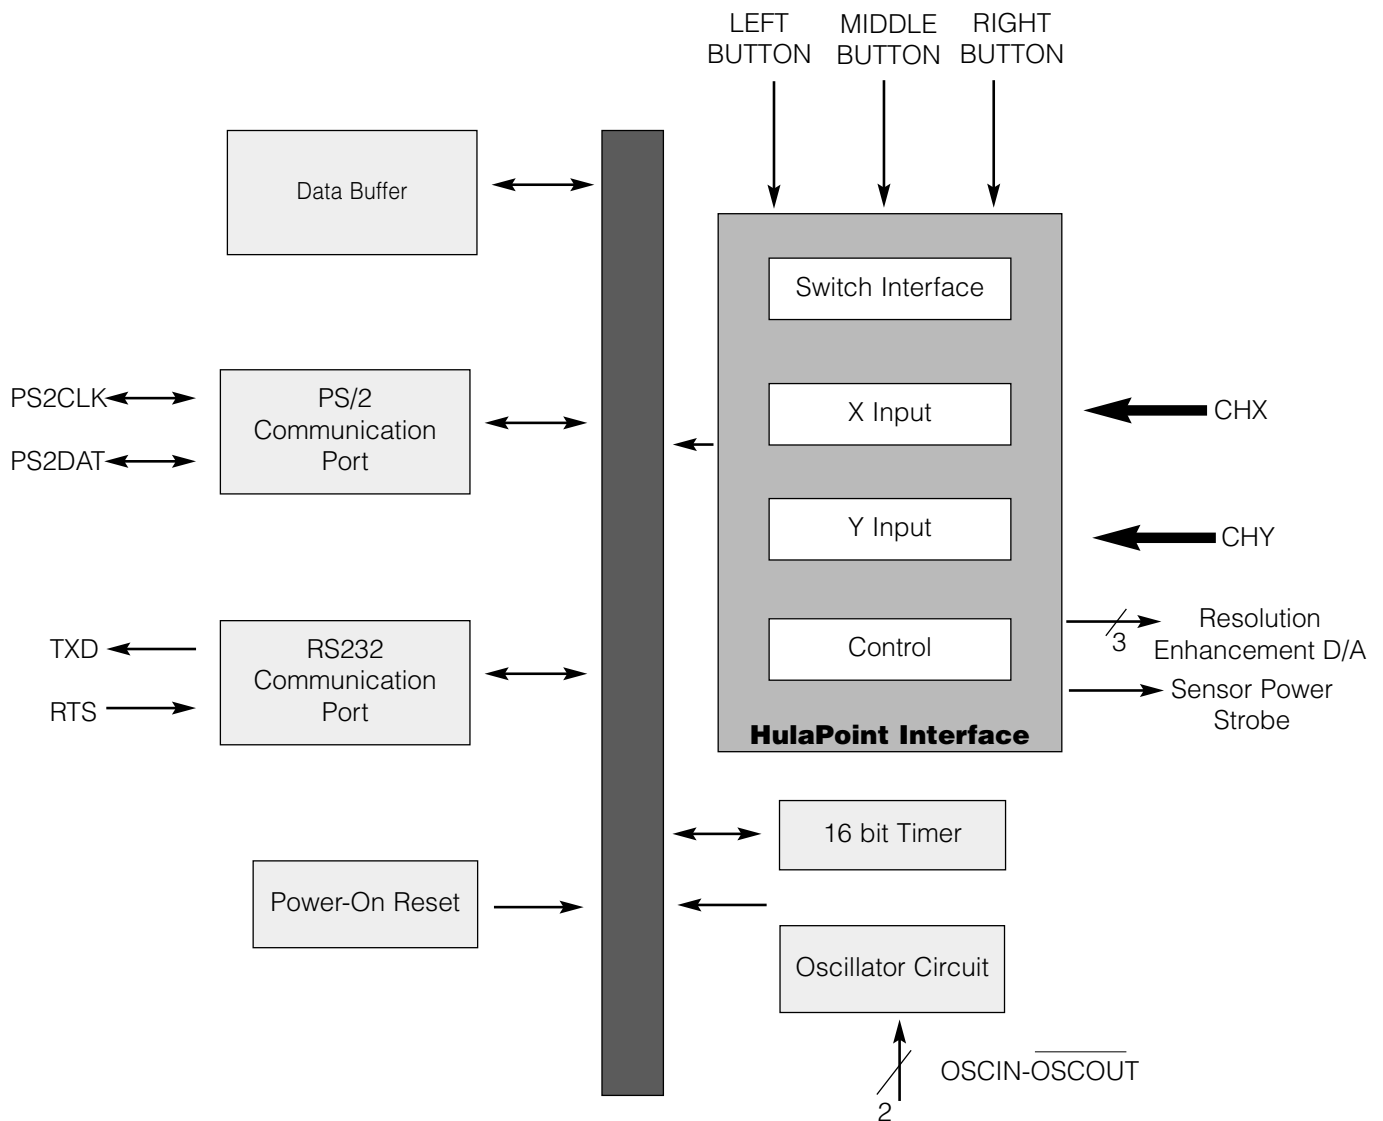 LEFT
BUTTON
MIDDLE
BUTTON
RIGHT
BUTTON
Data Buffer
Switch Interface
PS2CLK
PS2DAT
PS/2
Communication
Port
X Input
CHX
Y Input
CHY
TXD
RTS
RS232
Communication
Port
Control
3
Resolution
Enhancement D/A
Sensor Power
Strobe
HulaPoint Interface
16 bit Timer
Power-On Reset
Oscillator Circuit
OSCIN-OSCOUT
2